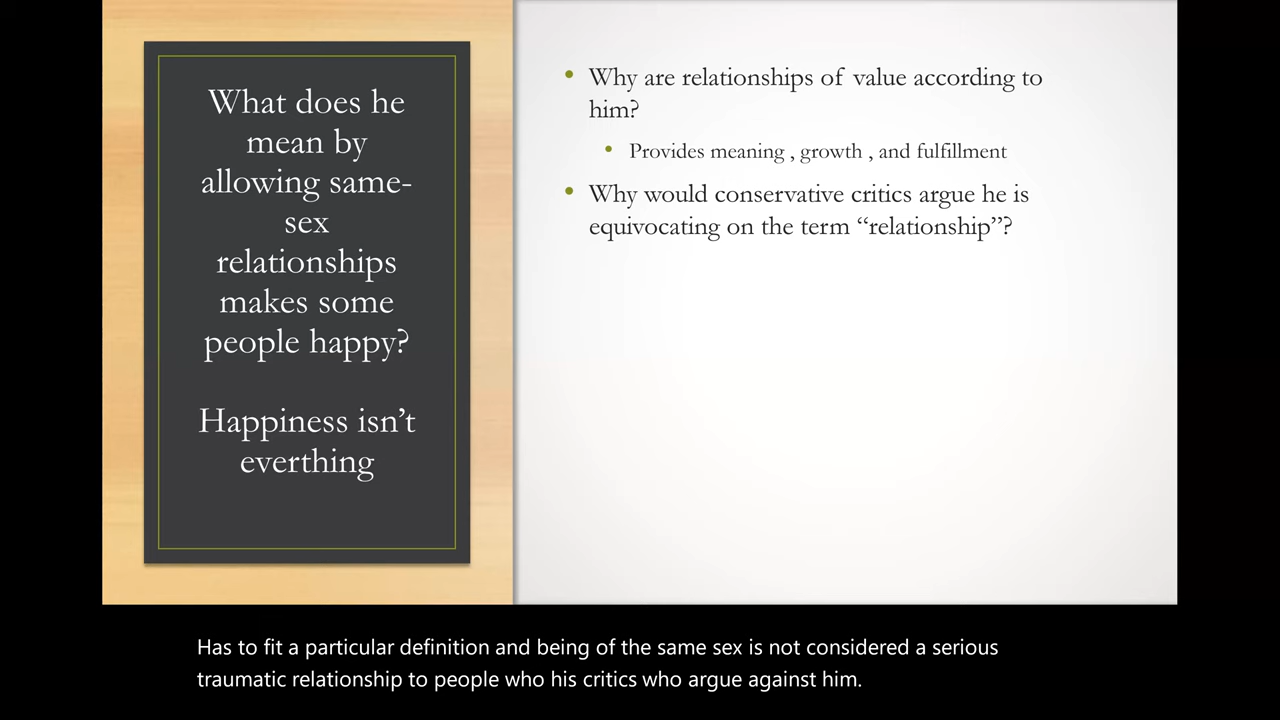 What does he
mean by
allowing same-
sex
relationships
makes some
people happy?
Happiness isn’t
everthing
• Why are relationships of value according to
him?
• Provides meaning , growth , and fulfillment
• Why would conservative critics argue he is
equivocating on the term “relationship”?
Has to fit a particular definition and being of the same sex is not considered a serious
traumatic relationship to people who his critics who argue against him.